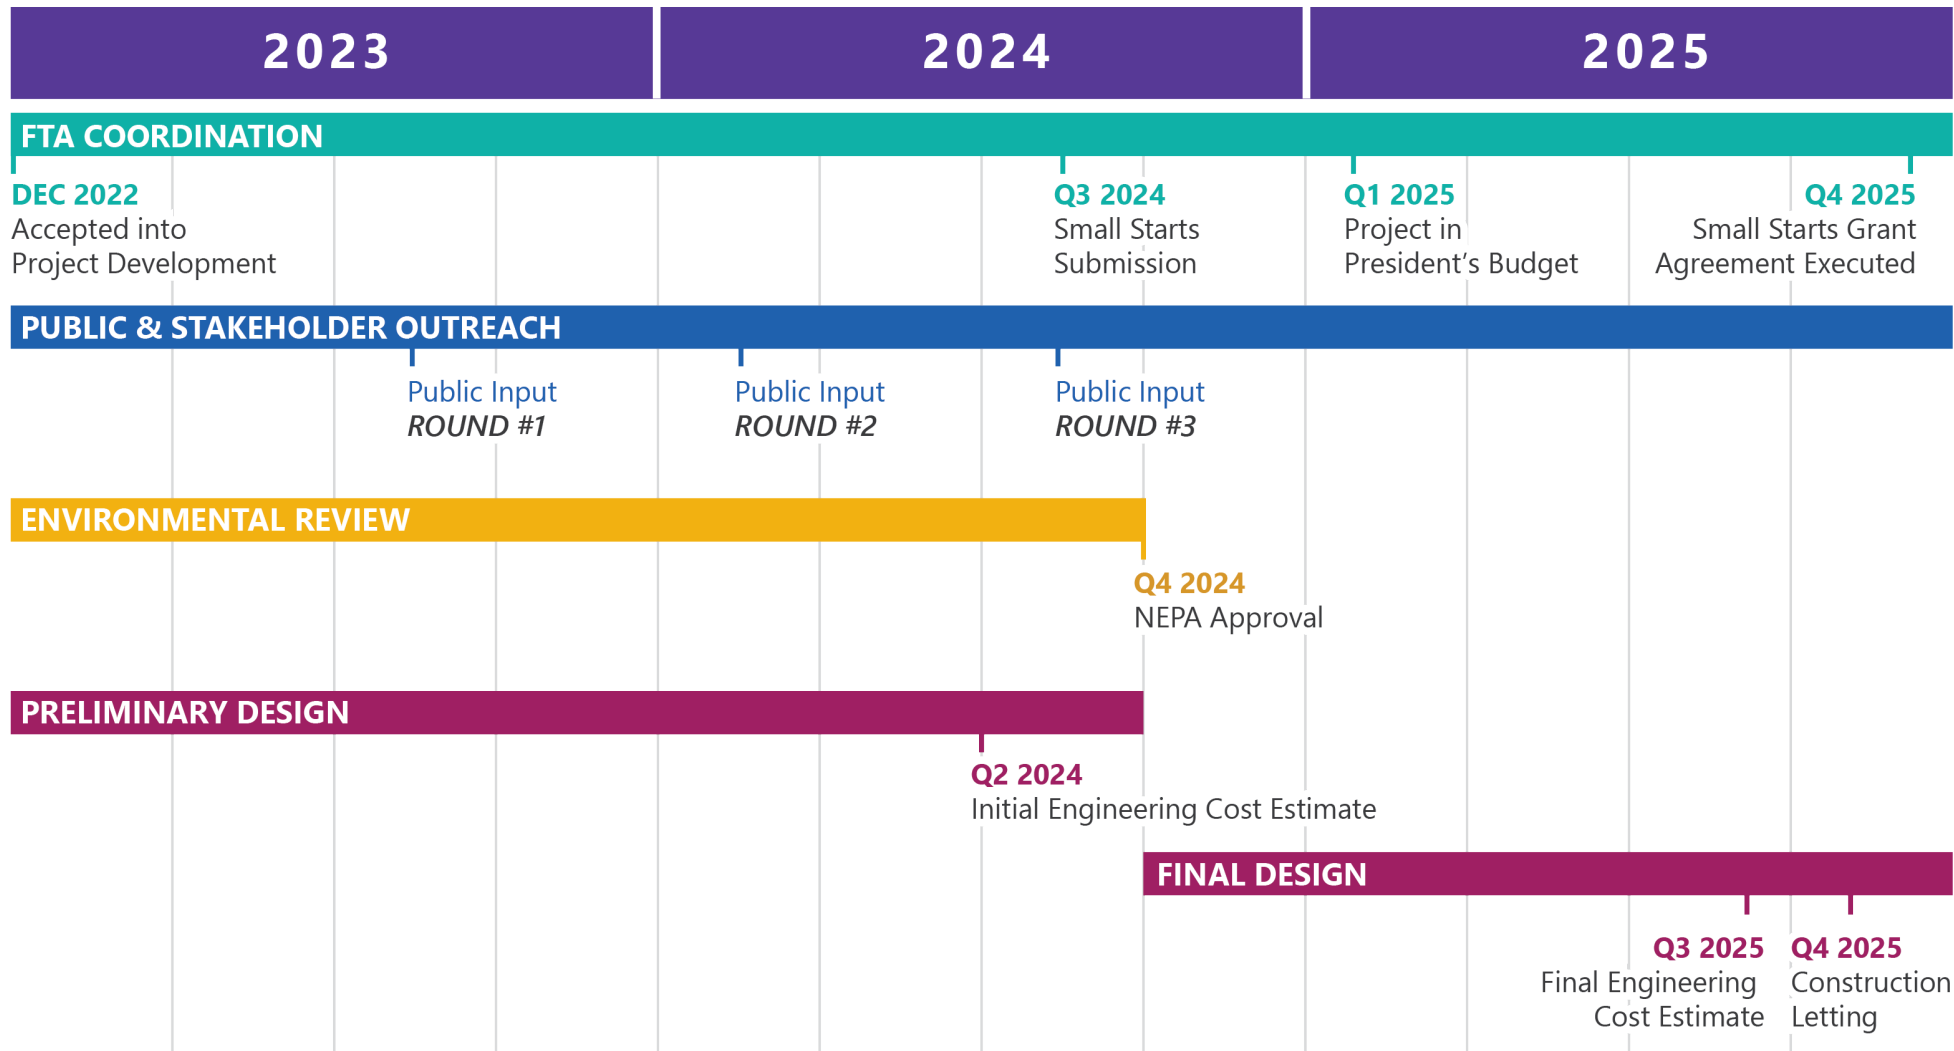 2023
2024
2025
FTA COORDINATION
DEC 2022
Accepted into
Project Development
Q3 2024
Small Starts
Submission
Q1 2025
Project in
President’s Budget
Q4 2025
Small Starts Grant
Agreement Executed
PUBLIC & STAKEHOLDER OUTREACH
Public Input
ROUND #1
Public Input
ROUND #2
Public Input
ROUND #3
ENVIRONMENTAL REVIEW
Q4 2024
NEPA Approval
PRELIMINARY DESIGN
Q2 2024
Initial Engineering Cost Estimate
FINAL DESIGN
Q3 2025
Final Engineering
Cost Estimate
Q4 2025
Construction
Letting